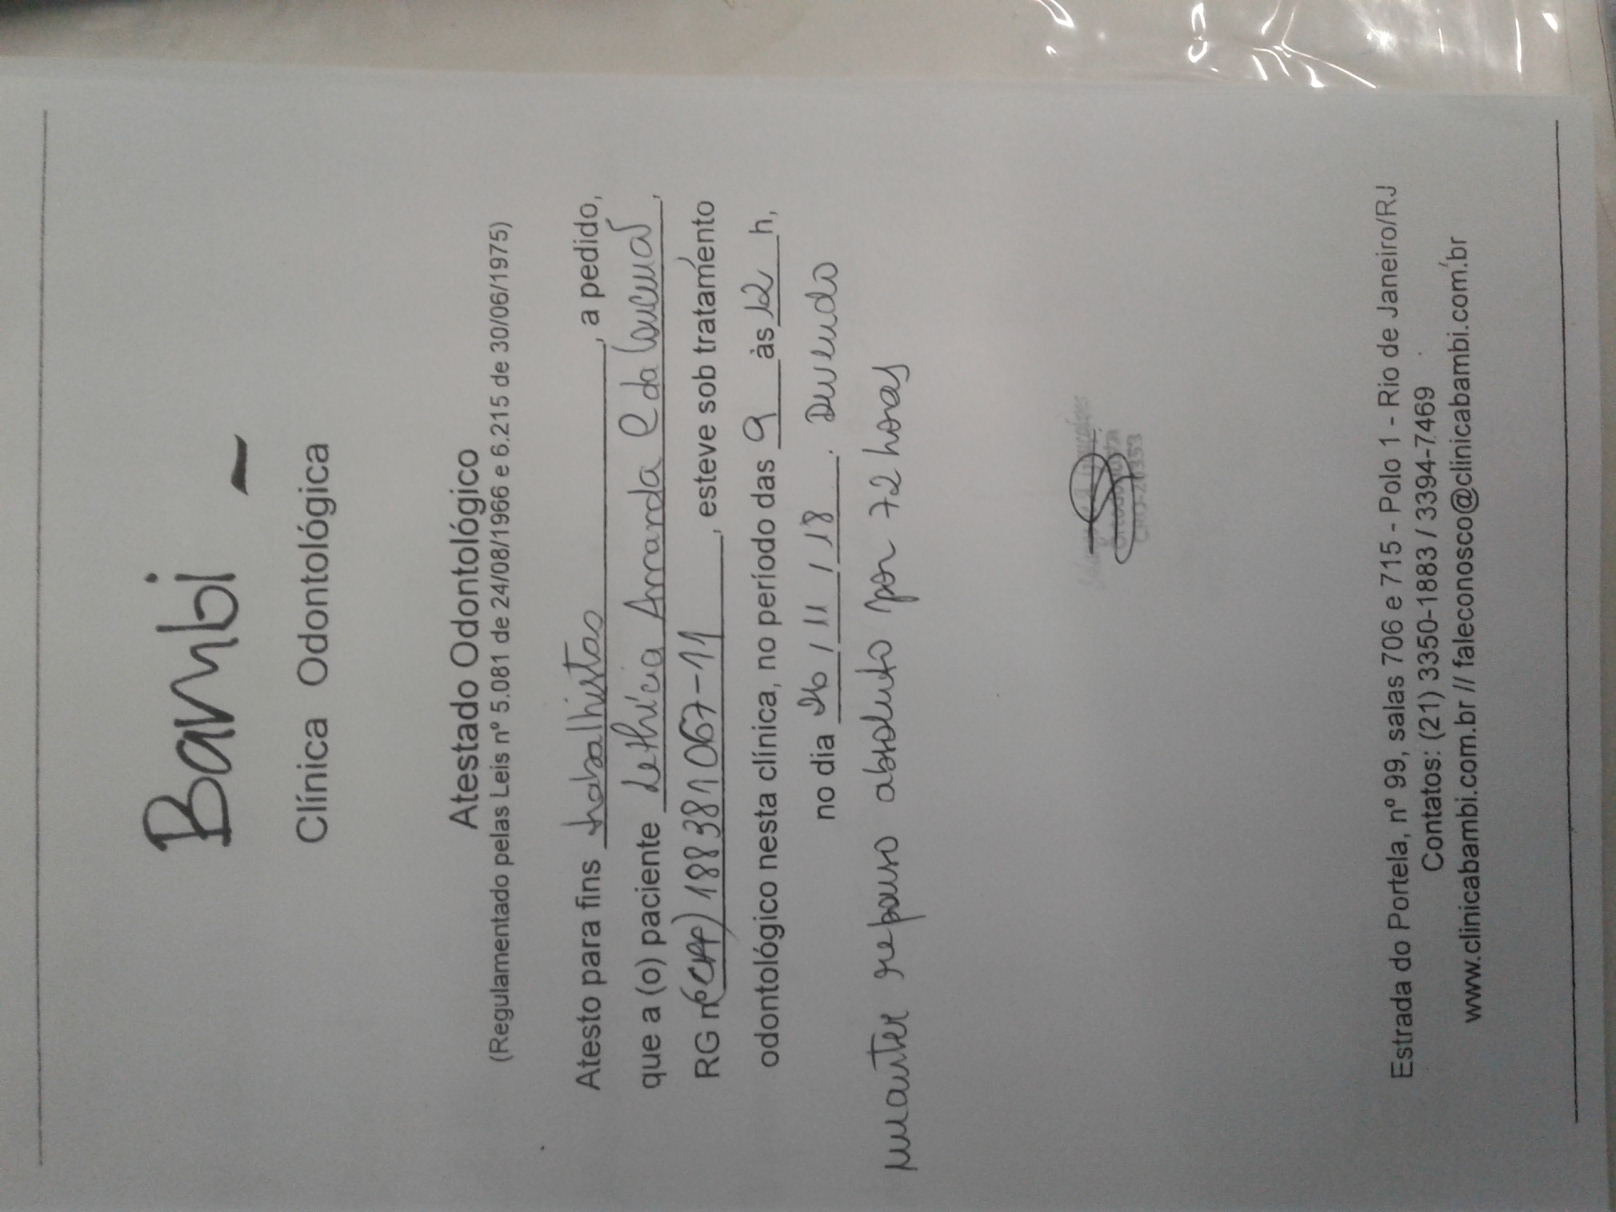 Bambi -
Clínica Odontológica
Atestado Odontológico
(Regulamentado pelas Leis nº 5.081 de 24/08/1966 e 6.215 de 30/06/1975)
Atesto para fins trabalhistas, a pedido,
que a (o) paciente Lethícia Amanda C da,
RG nº (CPF) 188381067-11, esteve sob tratamento
odontológico nesta clínica, no período das 9 às 12 h,
no dia 26/11/18. Devendo
manter repouso absoluto por 72 horas
Estrada do Portela, nº 99, salas 706 e 715 - Polo 1 - Rio de Janeiro/RJ
Contatos: (21) 3350-1883 / 3394-7469
www.clinicabambi.com.br // faleconosco@clinicabambi.com.br